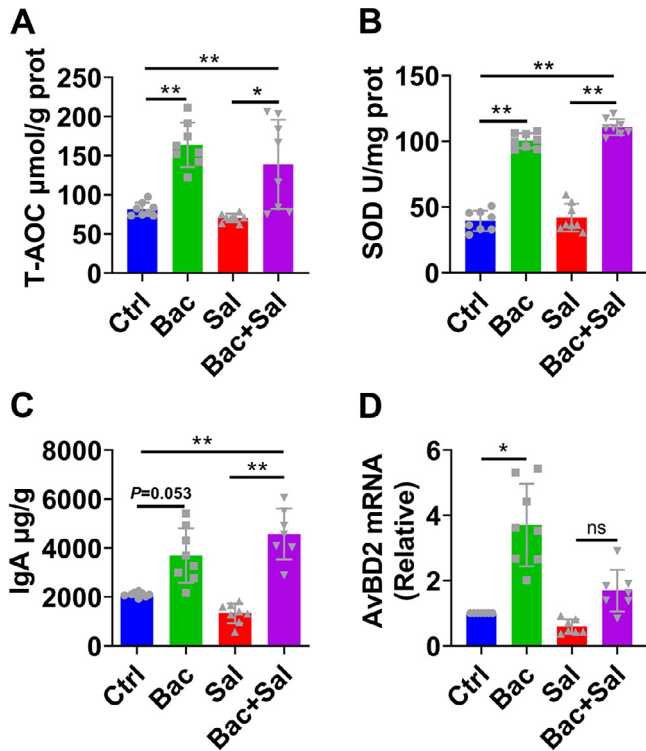 A
T-AOC μmol/g prot
250
200
150
100
50
0
**
**
*
Ctrl
Bac
Sal
Bac+Sal
B
SOD U/mg prot
150
100
50
0
**
**
**
Ctrl
Bac
Sal
Bac+Sal
C
IgA μg/g
8000
6000
4000
2000
0
**
P=0.053
**
Ctrl
Bac
Sal
Bac+Sal
D
AvBD2 mRNA
(Relative)
6
4
2
0
*
ns
Ctrl
Bac
Sal
Bac+Sal